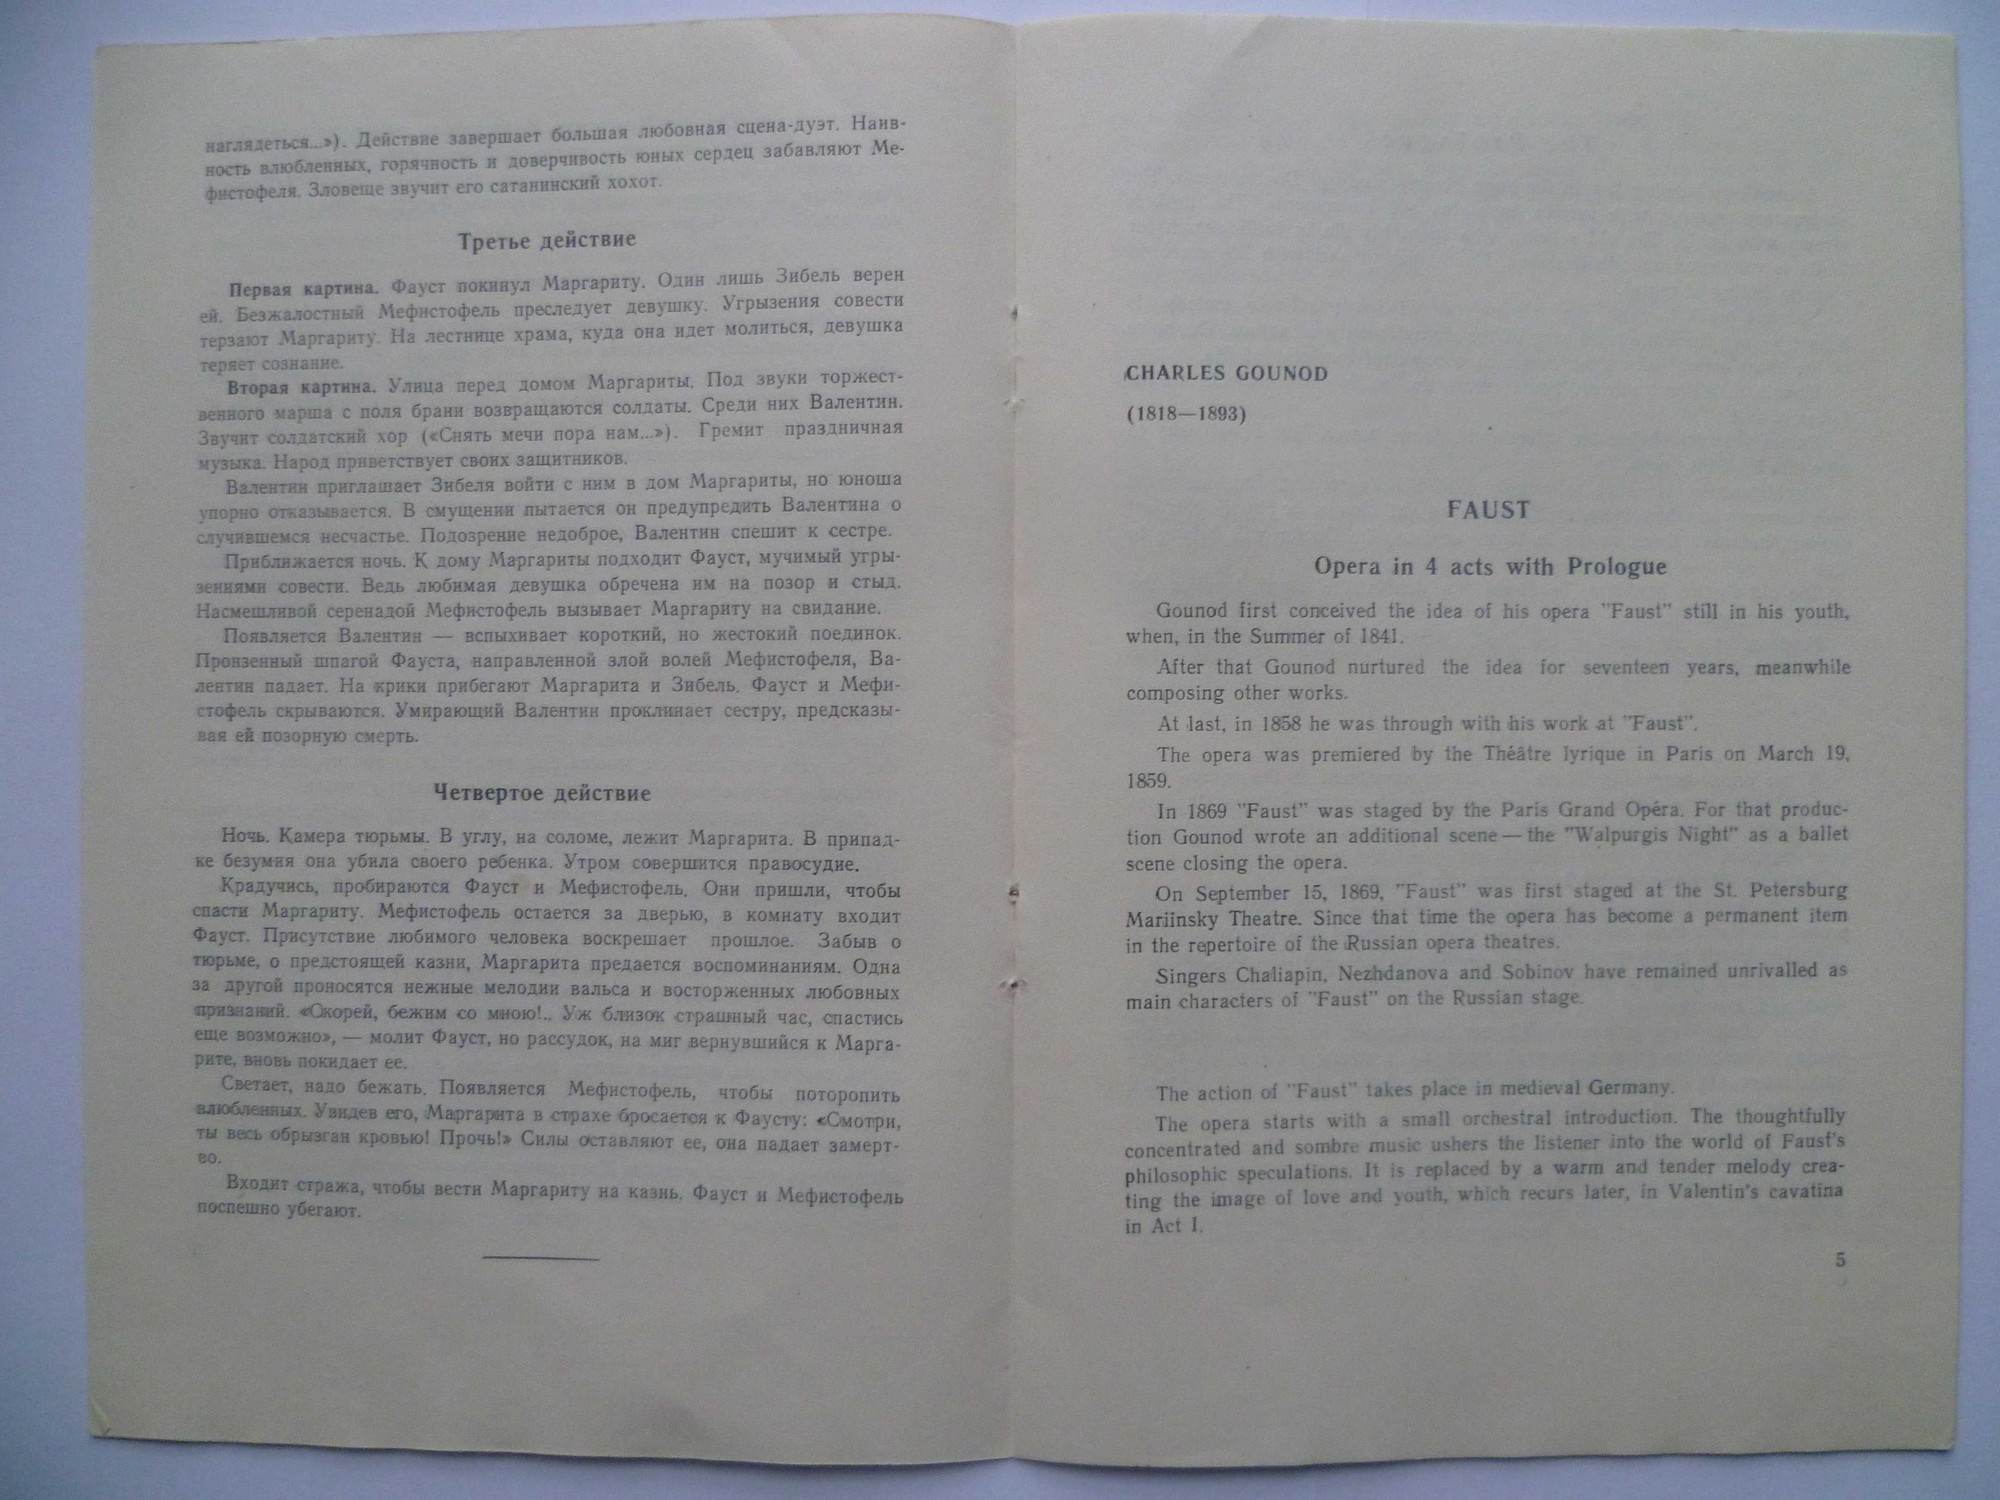 наглядеться...»). Действие завершает большая любовная сцена-дуэт. Наив-
ность влюбленных, горячность и доверчивость юных сердец забавляют Ме-
фистофеля. Зловеще звучит его сатанинский хохот.
Третье действие
Первая картина. Фауст покинул Маргариту. Один лишь Зибель верен
ей. Безжалостный Мефистофель преследует девушку. Угрызения совести
терзают Маргариту. На лестнице храма, куда она идет молиться, девушка
теряет сознание.
Вторая картина. Улица перед домом Маргариты. Под звуки торжест-
венного марша с поля брани возвращаются солдаты. Среди них Валентин.
Звучит солдатский хор («Снять мечи пора нам...»). Гремит праздничная
музыка. Народ приветствует своих защитников.
Валентин приглашает Зибеля войти с ним в дом Маргариты, но юноша
упорно отказывается. В смущении пытается он предупредить Валентина о
случившемся несчастье. Подозрение недоброе, Валентин спешит к сестре.
Приближается ночь. К дому Маргариты подходит Фауст, мучимый угры-
зениями совести. Ведь любимая девушка обречена им на позор и стыд.
Насмешливой серенадой Мефистофель вызывает Маргариту на свидание.
Появляется Валентин — вспыхивает короткий, но жестокий поединок.
Пронзенный шпагой Фауста, направленной злой волей Мефистофеля, Ва-
лентин падает. На крики прибегают Маргарита и Зибель. Фауст и Мефи-
стофель скрываются. Умирающий Валентин проклинает сестру, предсказы-
вая ей позорную смерть.
Четвертое действие
Ночь. Камера тюрьмы. В углу, на соломе, лежит Маргарита. В припад-
ке безумия она убила своего ребенка. Утром совершится правосудие.
Крадучись, пробираются Фауст и Мефистофель. Они пришли, чтобы
спасти Маргариту. Мефистофель остается за дверью, в комнату входит
Фауст. Присутствие любимого человека воскрешает прошлое. Забыв о
тюрьме, о предстоящей казни, Маргарита предается воспоминаниям. Одна
за другой проносятся нежные мелодии вальса и восторженных любовных
признаний. «Скорей, бежим со мною!.. Уж близок страшный час, спастись
еще возможно», — молит Фауст, но рассудок, на миг вернувшийся к Марга-
рите, вновь покидает ее.
Светает, надо бежать. Появляется Мефистофель, чтобы поторопить
влюбленных. Увидев его, Маргарита в страхе бросается к Фаусту: «Смотри,
ты весь обрызган кровью! Прочь!» Силы оставляют ее, она падает замерт-
во.
Входит стража, чтобы вести Маргариту на казнь. Фауст и Мефистофель
поспешно убегают.
CHARLES GOUNOD
(1818—1893)
FAUST
Opera in 4 acts with Prologue
Gounod first conceived the idea of his opera "Faust" still in his youth,
when, in the Summer of 1841.
After that Gounod nurtured the idea for seventeen years, meanwhile
composing other works.
At last, in 1858 he was through with his work at "Faust".
The opera was premiered by the Théâtre lyrique in Paris on March 19,
1859.
In 1869 "Faust" was staged by the Paris Grand Opéra. For that produc-
tion Gounod wrote an additional scene — the "Walpurgis Night" as a ballet
scene closing the opera.
On September 15, 1869, "Faust" was first staged at the St. Petersburg
Mariinsky Theatre. Since that time the opera has become a permanent item
in the repertoire of the Russian opera theatres.
Singers Chaliapin, Nezhdanova and Sobinov have remained unrivalled as
main characters of "Faust" on the Russian stage.
The action of "Faust" takes place in medieval Germany.
The opera starts with a small orchestral introduction. The thoughtfully
concentrated and sombre music ushers the listener into the world of Faust's
philosophic speculations. It is replaced by a warm and tender melody crea-
ting the image of love and youth, which recurs later, in Valentin's cavatina
in Act I.
5